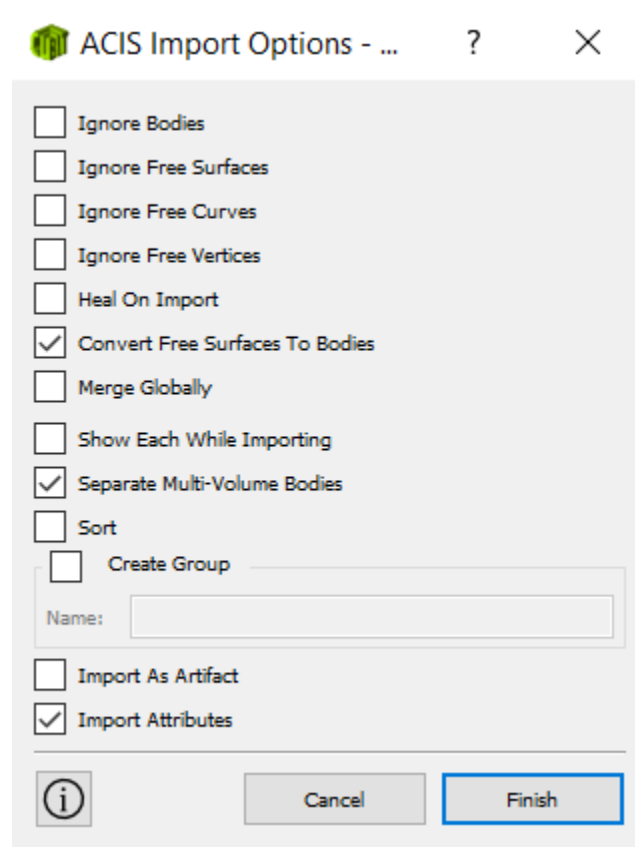 ACIS Import Options - ... ?
Ignore Bodies
Ignore Free Surfaces
Ignore Free Curves
Ignore Free Vertices
Heal On Import
Convert Free Surfaces To Bodies
Merge Globally
Show Each While Importing
Separate Multi-Volume Bodies
Sort
Create Group
Name:
Import As Artifact
Import Attributes
Cancel Finish